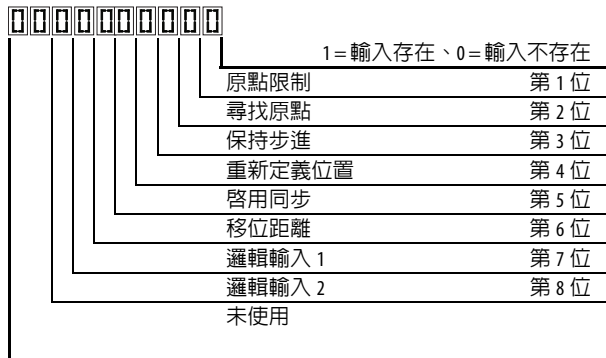 0000000000
1=輸入存在、0=輸入不存在
原點限制 第 1 位
尋找原點 第 2 位
保持步進 第 3 位
重新定義位置 第 4 位
啓用同步 第 5 位
移位距離 第 6 位
邏輯輸入 1 第 7 位
邏輯輸入 2 第 8 位
未使用